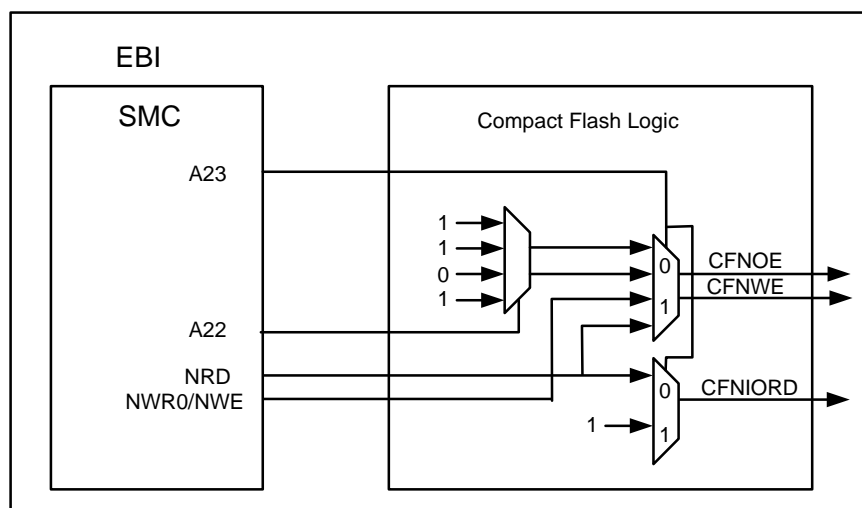 EBI
SMC
Compact Flash Logic
A23
1
1
0
1
0
1
CFNOE
CFNWE
A22
NRD
NWR0/NWE
0
1
1
CFNIORD